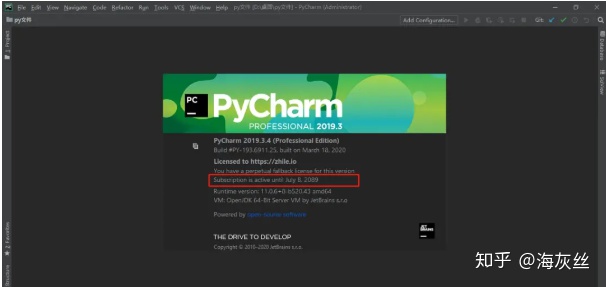 PC File Edit View Navigate Code Refactor Run Tools VCS Window Help py文件 [D:\桌面\py文件] - PyCharm (Administrator)
py文件
Add Configuration...
Git:
1: Project
Database
SciView
PC
PyCharm
PROFESSIONAL 2019.3
PyCharm 2019.3.4 (Professional Edition)
Build #PY-193.6911.25, built on March 18, 2020
Licensed to https://zhile.io
You have a perpetual fallback license for this version
Subscription is active until July 8, 2089
Runtime version: 11.0.6+8-b520.43 amd64
VM: OpenJDK 64-Bit Server VM by JetBrains s.r.o
Powered by open-source software
JET
BRAINS
THE DRIVE TO DEVELOP
Copyright © 2010–2020 JetBrains s.r.o.
2: Favorites
Structure
知乎 @海灰丝